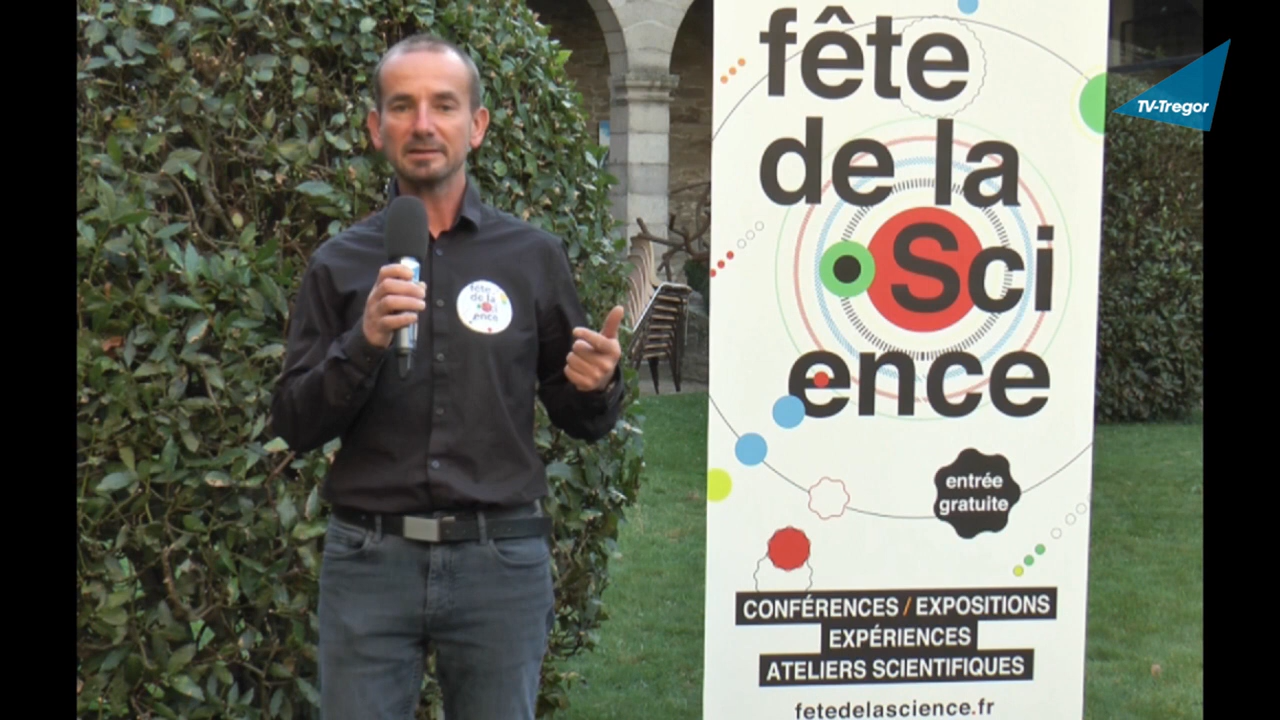 fête
de la
Sci
ence
entrée
gratuite
CONFÉRENCES / EXPOSITIONS
EXPÉRIENCES
ATELIERS SCIENTIFIQUES
fetedelascience.fr
TV-Tregor
fête
de la
Sci
ence